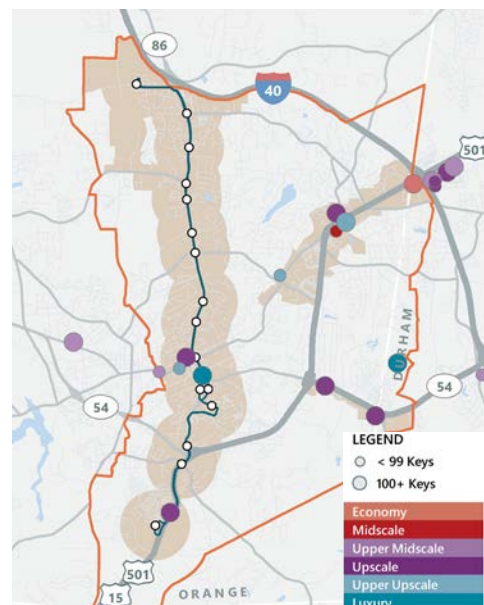 86
40
501
DURHAM
54
54
LEGEND
< 99 Keys
100+ Keys
Economy
Midscale
Upper Midscale
Upscale
Upper Upscale
Luxury
501
15
ORANGE